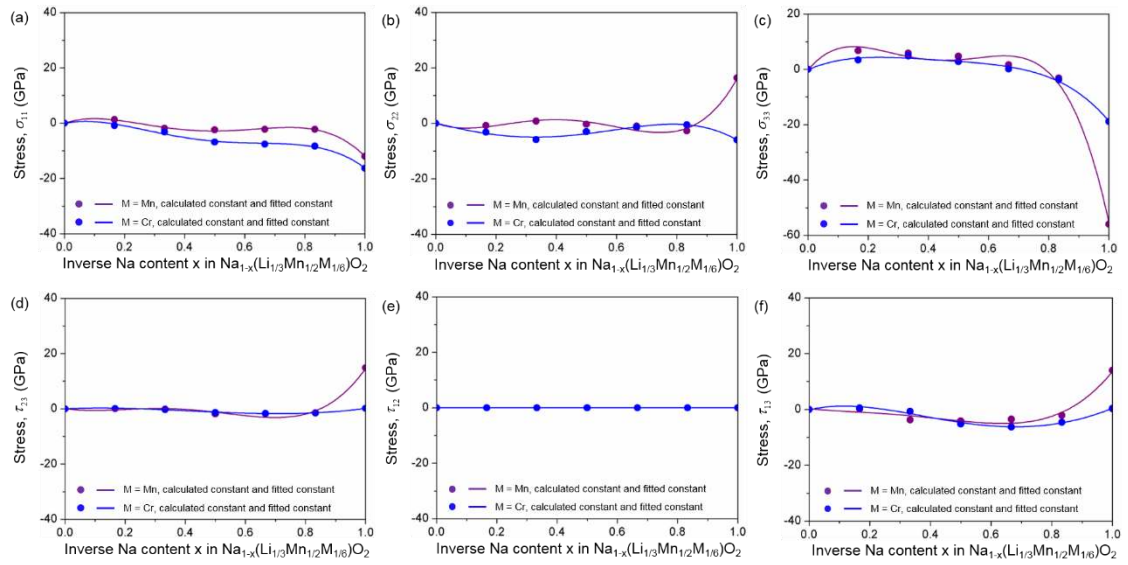 (a)
40
20
0
-20
-40
Stress, σ₁₁ (GPa)
M = Mn, calculated constant and fitted constant
M = Cr, calculated constant and fitted constant
0.0 0.2 0.4 0.6 0.8 1.0
Inverse Na content x in Na₁₋ₓ(Li₁/₃Mn₁/₂M₁/₆)O₂
(b)
40
20
0
-20
-40
Stress, σ₂₂ (GPa)
M = Mn, calculated constant and fitted constant
M = Cr, calculated constant and fitted constant
0.0 0.2 0.4 0.6 0.8 1.0
Inverse Na content x in Na₁₋ₓ(Li₁/₃Mn₁/₂M₁/₆)O₂
(c)
20
0
-20
-40
-60
Stress, σ₃₃ (GPa)
M = Mn, calculated constant and fitted constant
M = Cr, calculated constant and fitted constant
0.0 0.2 0.4 0.6 0.8 1.0
Inverse Na content x in Na₁₋ₓ(Li₁/₃Mn₁/₂M₁/₆)O₂
(d)
40
20
0
-20
-40
Stress, τ₂₃ (GPa)
M = Mn, calculated constant and fitted constant
M = Cr, calculated constant and fitted constant
0.0 0.2 0.4 0.6 0.8 1.0
Inverse Na content x in Na₁₋ₓ(Li₁/₃Mn₁/₂M₁/₆)O₂
(e)
40
20
0
-20
-40
Stress, τ₁₂ (GPa)
M = Mn, calculated constant and fitted constant
M = Cr, calculated constant and fitted constant
0.0 0.2 0.4 0.6 0.8 1.0
Inverse Na content x in Na₁₋ₓ(Li₁/₃Mn₁/₂M₁/₆)O₂
(f)
40
20
0
-20
-40
Stress, τ₁₃ (GPa)
M = Mn, calculated constant and fitted constant
M = Cr, calculated constant and fitted constant
0.0 0.2 0.4 0.6 0.8 1.0
Inverse Na content x in Na₁₋ₓ(Li₁/₃Mn₁/₂M₁/₆)O₂